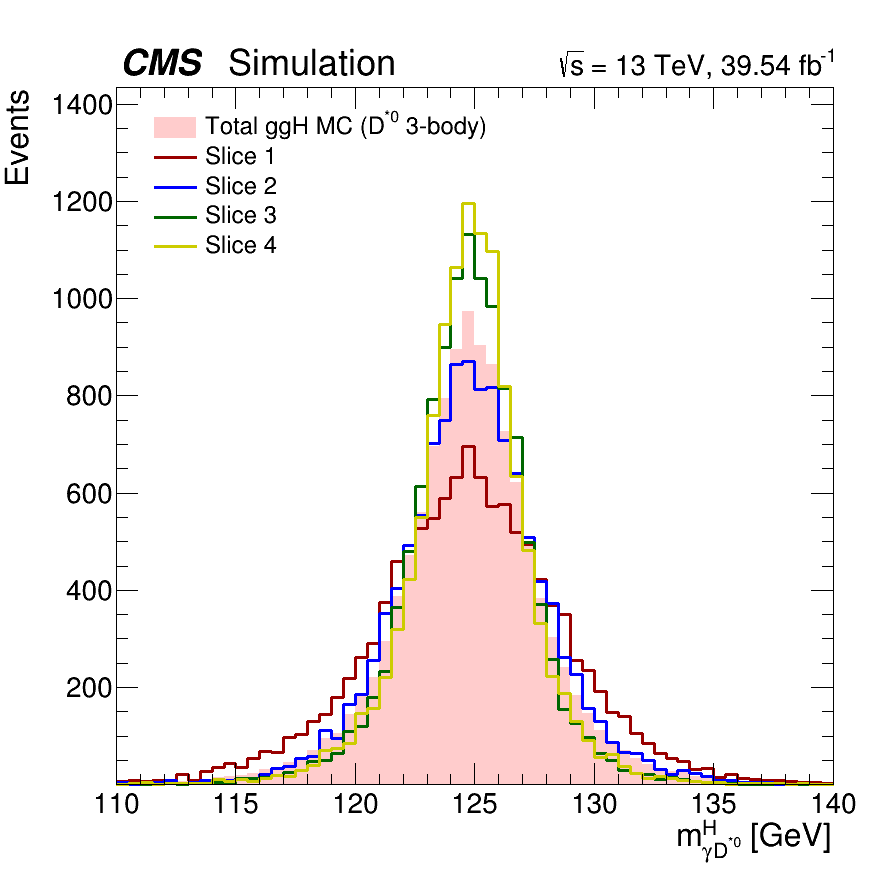 CMS Simulation
√s = 13 TeV, 39.54 fb⁻¹
Events
Total ggH MC (D*⁰ 3-body)
Slice 1
Slice 2
Slice 3
Slice 4
1400
1200
1000
800
600
400
200
110 115 120 125 130 135 140
m^H_γD*⁰ [GeV]